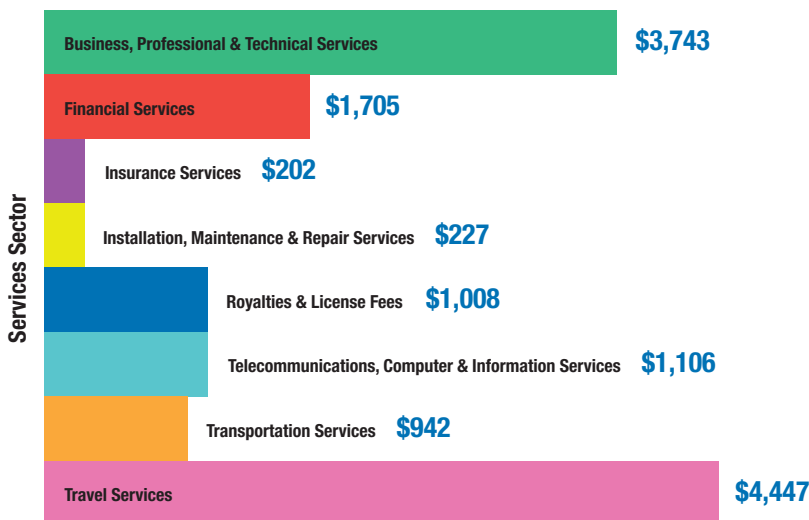 Services Sector
Business, Professional & Technical Services $3,743
Financial Services $1,705
Insurance Services $202
Installation, Maintenance & Repair Services $227
Royalties & License Fees $1,008
Telecommunications, Computer & Information Services $1,106
Transportation Services $942
Travel Services $4,447